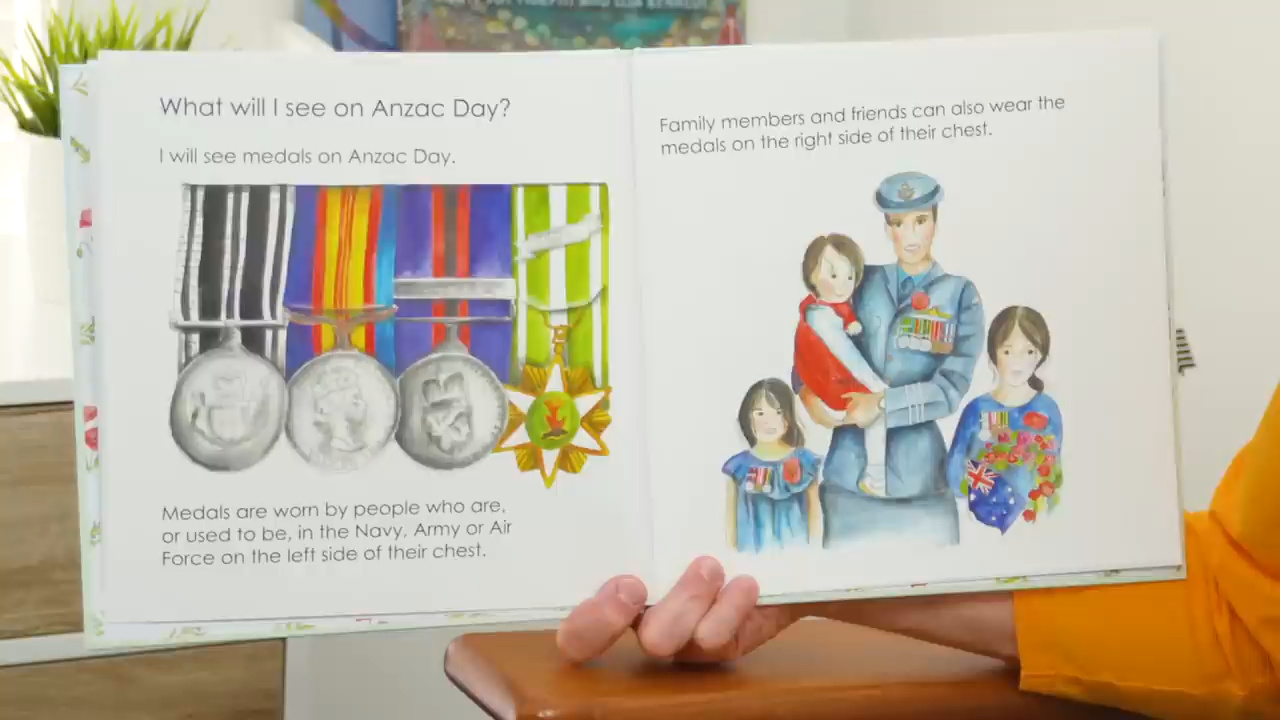 What will I see on Anzac Day?
I will see medals on Anzac Day.
Medals are worn by people who are,
or used to be, in the Navy, Army or Air
Force on the left side of their chest.
Family members and friends can also wear the
medals on the right side of their chest.